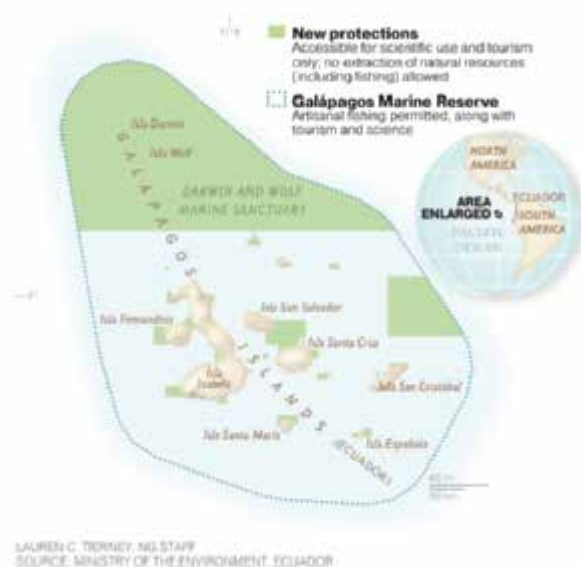 New protections
Accessible for scientific use and tourism
only; no extraction of natural resources
(including fishing) allowed
Galápagos Marine Reserve
Artisanal fishing permitted, along with
tourism and science
NORTH
AMERICA
ECUADOR
AREA
ENLARGED
SOUTH
AMERICA
PACIFIC
OCEAN
Isla Darwin
Isla Wolf
DARWIN AND WOLF
MARINE SANCTUARY
GALAPAGOS
ISLANDS
(ECUADOR)
Isla San Salvador
Isla Fernandina
Isla Santa Cruz
Isla
Isabela
Isla San Cristóbal
Isla Santa María
Isla Española
LAUREN C. TIERNEY, NG STAFF
SOURCE: MINISTRY OF THE ENVIRONMENT, ECUADOR